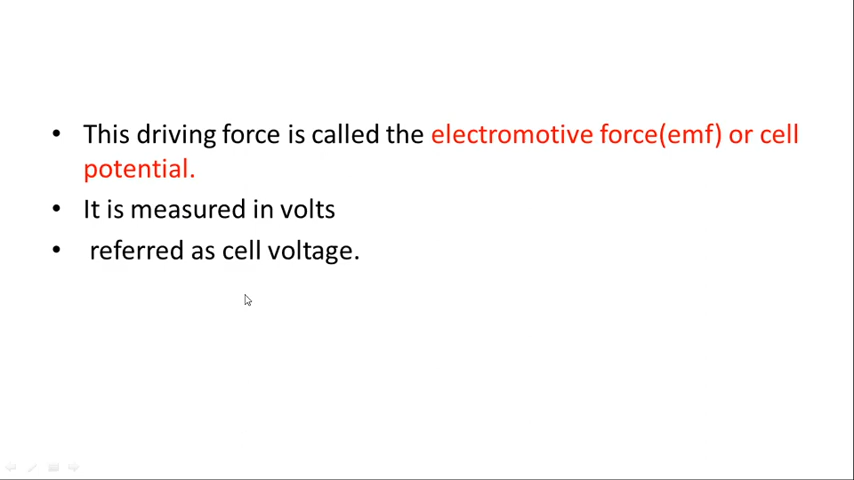 • This driving force is called the electromotive force(emf) or cell
potential.
• It is measured in volts
• referred as cell voltage.